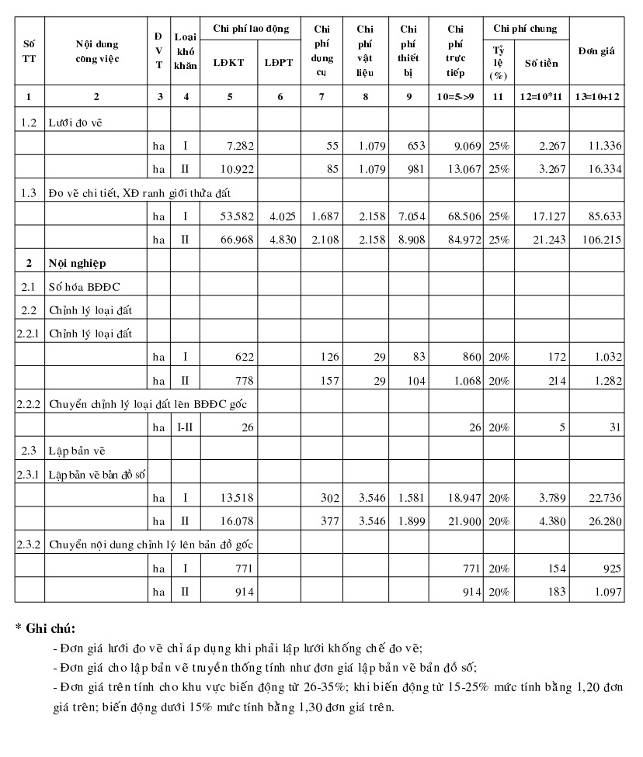 Số TT | Nội dung công việc | Đ V T | Loại khó khăn | Chi phí lao động | Chi phí dụng cụ | Chi phí vật liệu | Chi phí thiết bị | Chi phí trực tiếp | Chi phí chung | Đơn giá
LĐKT | LĐPT | Tỷ lệ (%) | Số tiền
1 | 2 | 3 | 4 | 5 | 6 | 7 | 8 | 9 | 10=5->9 | 11 | 12=10*11 | 13=10+12
1.2 | Lưới đo vẽ
ha | I | 7.282 | 55 | 1.079 | 653 | 9.069 | 25% | 2.267 | 11.336
ha | II | 10.922 | 85 | 1.079 | 981 | 13.067 | 25% | 3.267 | 16.334
1.3 | Đo vẽ chi tiết, XĐ ranh giới thửa đất
ha | I | 53.582 | 4.025 | 1.687 | 2.158 | 7.054 | 68.506 | 25% | 17.127 | 85.633
ha | II | 66.968 | 4.830 | 2.108 | 2.158 | 8.908 | 84.972 | 25% | 21.243 | 106.215
2 | Nội nghiệp
2.1 | Số hóa BĐĐC
2.2 | Chỉnh lý loại đất
2.2.1 | Chỉnh lý loại đất
ha | I | 622 | 126 | 29 | 83 | 860 | 20% | 172 | 1.032
ha | II | 778 | 157 | 29 | 104 | 1.068 | 20% | 214 | 1.282
2.2.2 | Chuyển chỉnh lý loại đất lên BĐĐC gốc
ha | I-II | 26 | 26 | 20% | 5 | 31
2.3 | Lập bản vẽ
2.3.1 | Lập bản vẽ bản đồ số
ha | I | 13.518 | 302 | 3.546 | 1.581 | 18.947 | 20% | 3.789 | 22.736
ha | II | 16.078 | 377 | 3.546 | 1.899 | 21.900 | 20% | 4.380 | 26.280
2.3.2 | Chuyển nội dung chỉnh lý lên bản đồ gốc
ha | I | 771 | 771 | 20% | 154 | 925
ha | II | 914 | 914 | 20% | 183 | 1.097
* Ghi chú:
- Đơn giá lưới đo vẽ chỉ áp dụng khi phải lập lưới khống chế đo vẽ;
- Đơn giá cho lập bản vẽ truyền thống tính như đơn giá lập bản vẽ bản đồ số;
- Đơn giá trên tính cho khu vực biến động từ 26-35%; khi biến động từ 15-25% mức tính bằng 1,20 đơn
giá trên; biến động dưới 15% mức tính bằng 1,30 đơn giá trên.